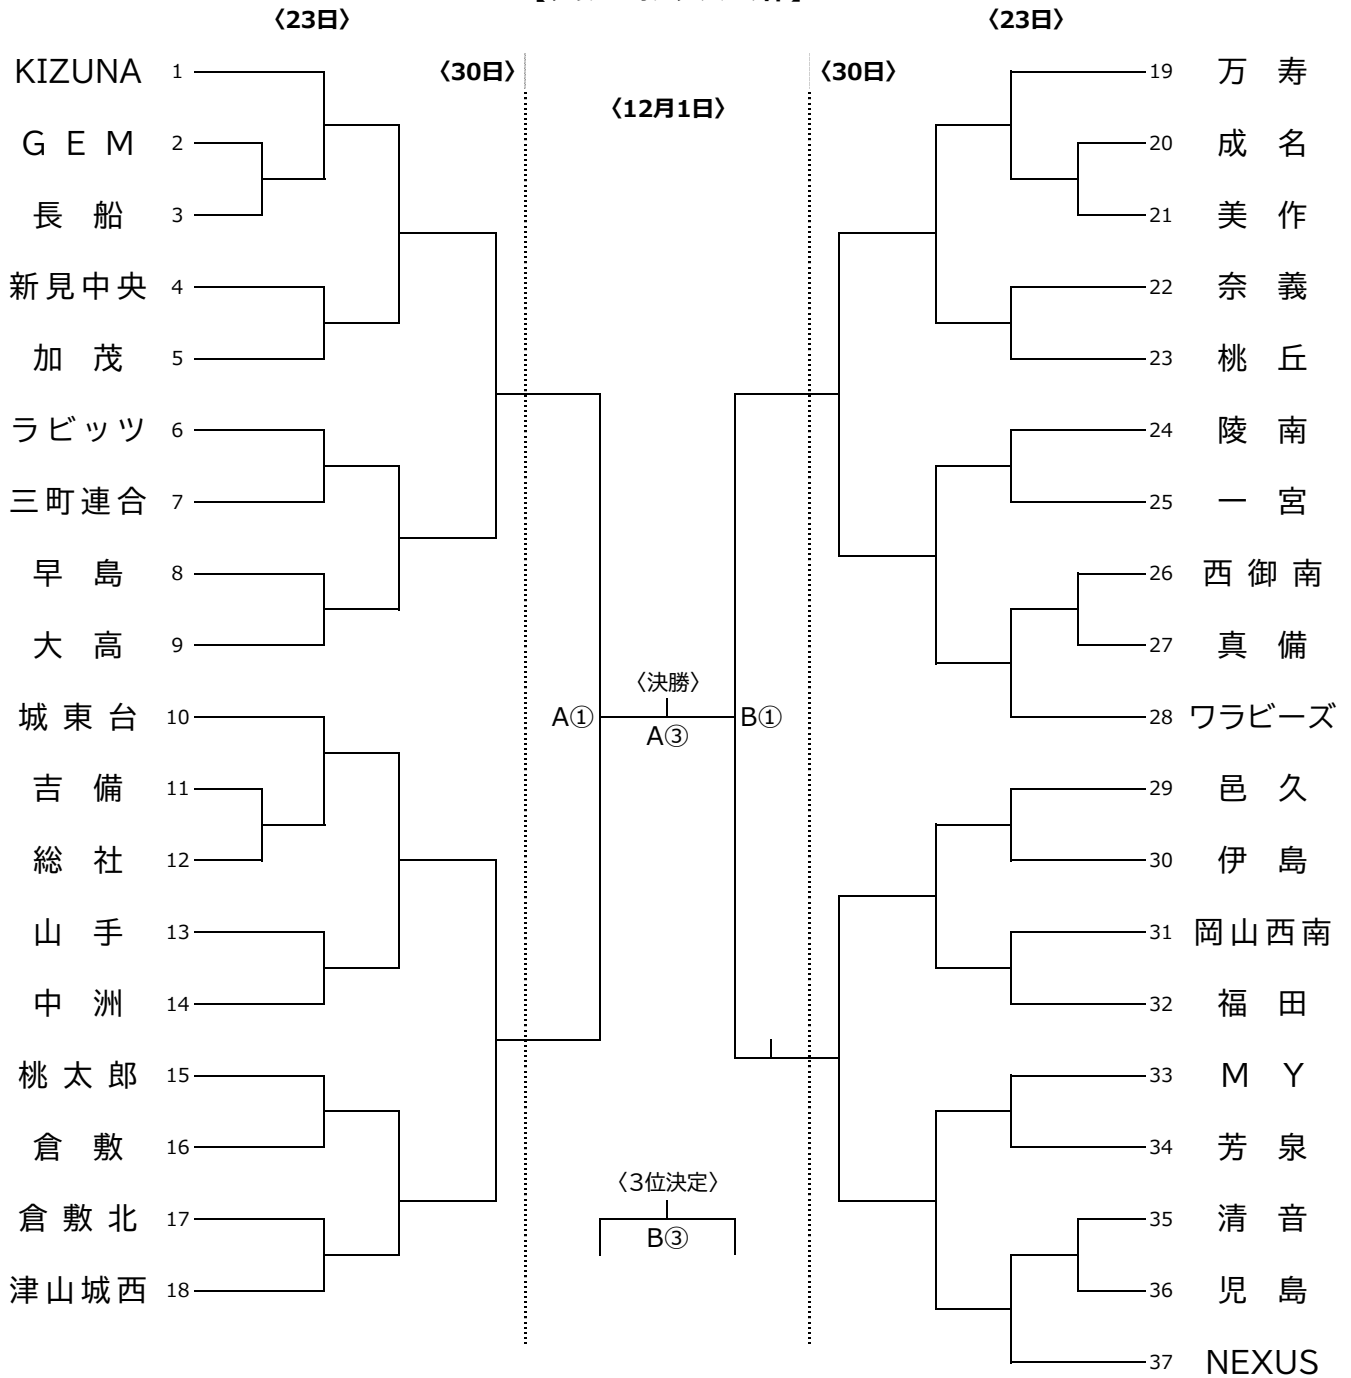 〈23日〉
〈23日〉
〈30日〉
〈30日〉
〈12月1日〉
KIZUNA 1
ＧＥＭ 2
長船 3
新見中央 4
加茂 5
ラビッツ 6
三町連合 7
早島 8
大高 9
城東台 10
吉備 11
総社 12
山手 13
中洲 14
桃太郎 15
倉敷 16
倉敷北 17
津山城西 18
A①
〈決勝〉
A③
B①
〈3位決定〉
B③
19 万寿
20 成名
21 美作
22 奈義
23 桃丘
24 陵南
25 一宮
26 西御南
27 真備
28 ワラビーズ
29 邑久
30 伊島
31 岡山西南
32 福田
33 ＭＹ
34 芳泉
35 清音
36 児島
37 NEXUS